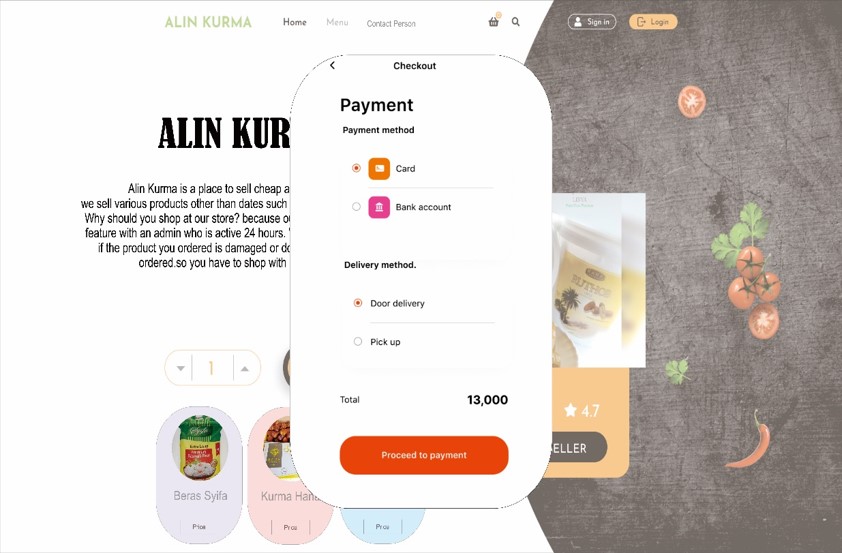 ALIN KURMA
Home
Menu
Contact Person
Sign in
Login
ALIN KUR
Alin Kurma is a place to sell cheap a
we sell various products other than dates such
Why should you shop at our store? because o
feature with an admin who is active 24 hours.
if the product you ordered is damaged or do
ordered.so you have to shop with
1
Beras Syifa
Kurma Hana
Checkout
Payment
Payment method
Card
Bank account
Delivery method.
Door delivery
Pick up
Total
13,000
Proceed to payment
4.7
ELLER